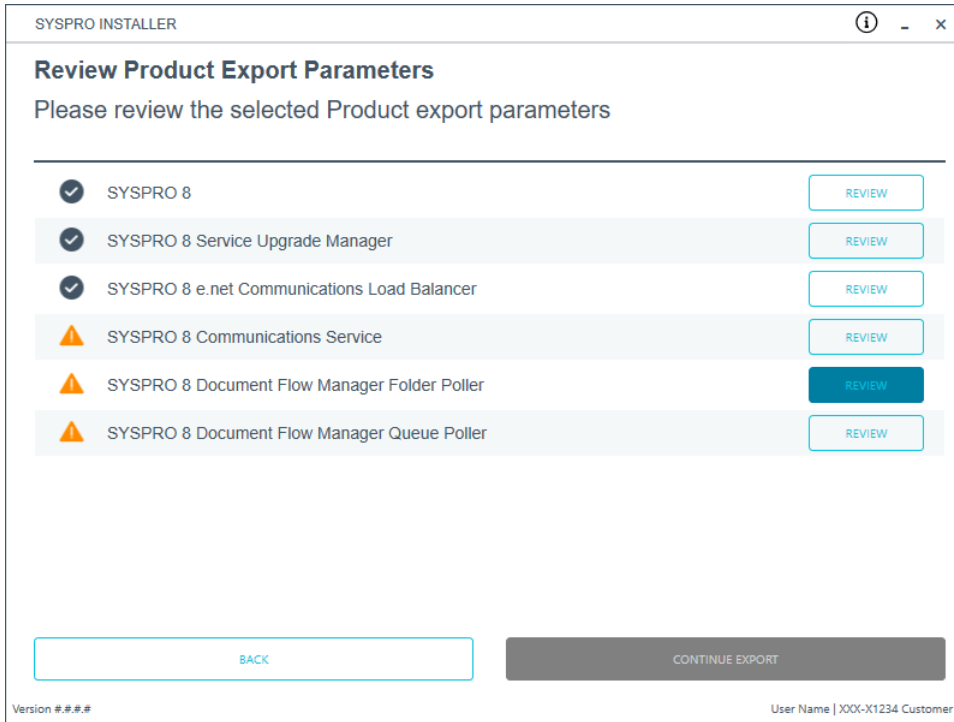 SYSPRO INSTALLER
Review Product Export Parameters
Please review the selected Product export parameters
SYSPRO 8 REVIEW
SYSPRO 8 Service Upgrade Manager REVIEW
SYSPRO 8 e.net Communications Load Balancer REVIEW
SYSPRO 8 Communications Service REVIEW
SYSPRO 8 Document Flow Manager Folder Poller REVIEW
SYSPRO 8 Document Flow Manager Queue Poller REVIEW
BACK CONTINUE EXPORT
Version #.#.#.# User Name | XXX-X1234 Customer